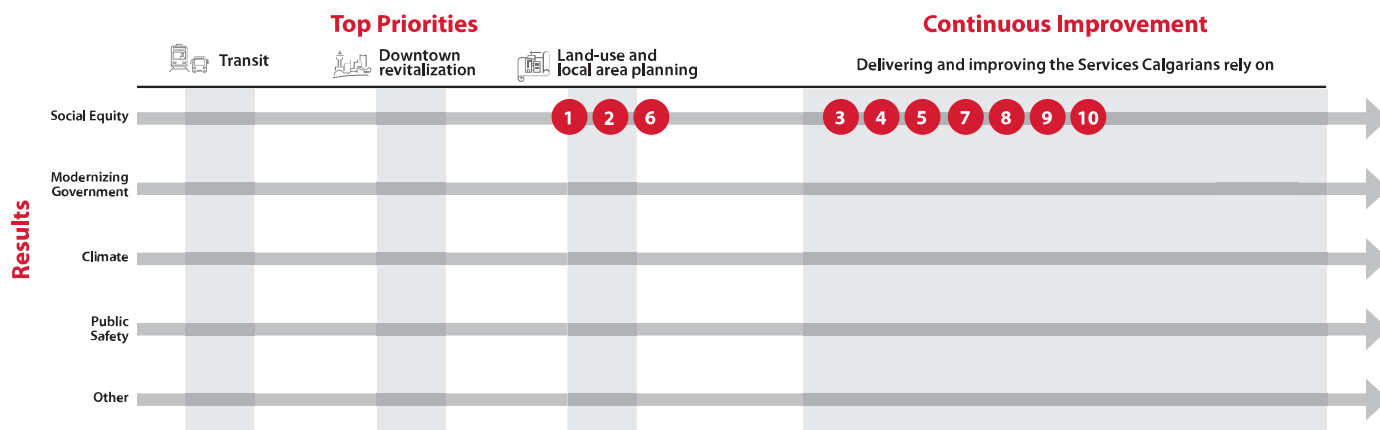 Top Priorities
Continuous Improvement
Transit
Downtown
revitalization
Land-use and
local area planning
Delivering and improving the Services Calgarians rely on
Results
Social Equity
1 2 6 3 4 5 7 8 9 10
Modernizing
Government
Climate
Public
Safety
Other